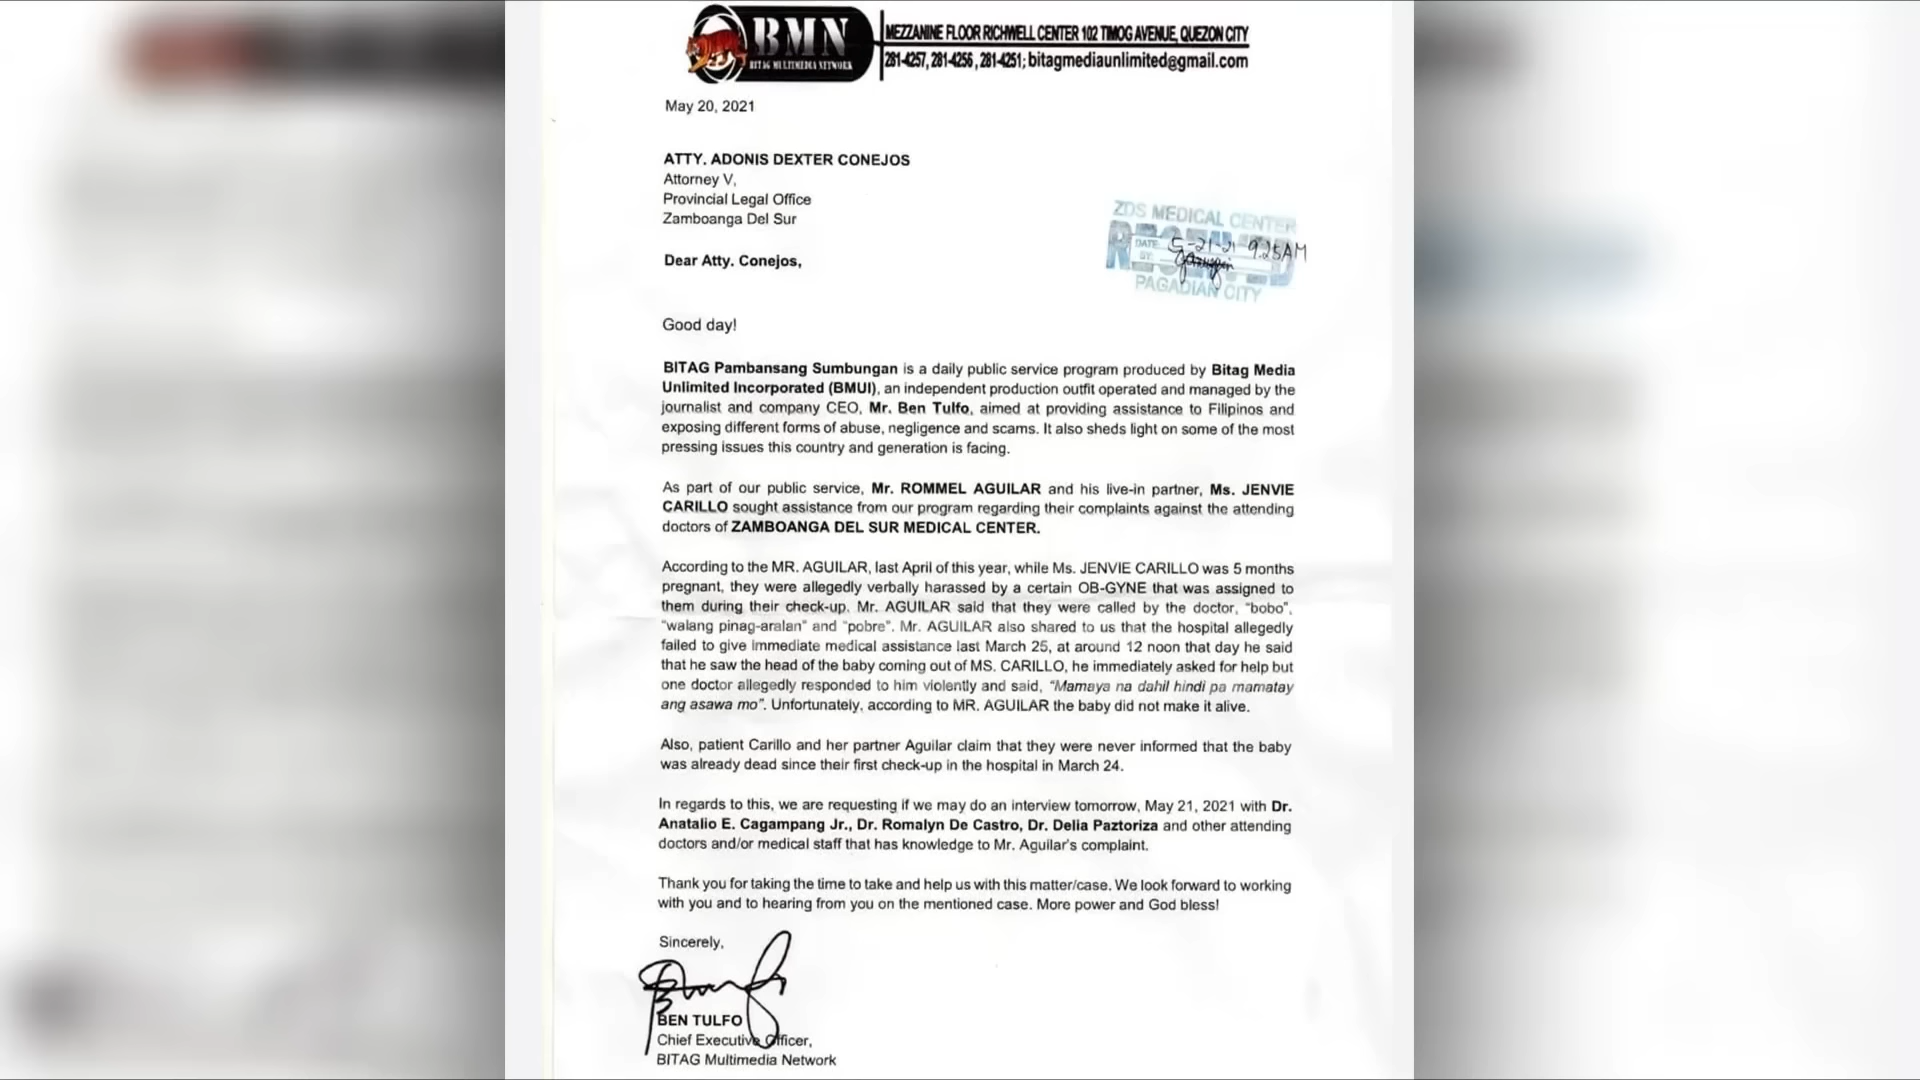 BMN
BITAG MULTIMEDIA NETWORK
MEZZANINE FLOOR RICHWELL CENTER 102 TIMOG AVENUE, QUEZON CITY
281-4257, 281-4256 , 281-4251; bitagmediaunlimited@gmail.com
May 20, 2021
ATTY. ADONIS DEXTER CONEJOS
Attorney V,
Provincial Legal Office
Zamboanga Del Sur
ZDS MEDICAL CENTER
RECEIVED
DATE: 5-21-21 9:25AM
BY:
PAGADIAN CITY
Dear Atty. Conejos,
Good day!
BITAG Pambansang Sumbungan is a daily public service program produced by Bitag Media
Unlimited Incorporated (BMUI), an independent production outfit operated and managed by the
journalist and company CEO, Mr. Ben Tulfo, aimed at providing assistance to Filipinos and
exposing different forms of abuse, negligence and scams. It also sheds light on some of the most
pressing issues this country and generation is facing.
As part of our public service, Mr. ROMMEL AGUILAR and his live-in partner, Ms. JENVIE
CARILLO sought assistance from our program regarding their complaints against the attending
doctors of ZAMBOANGA DEL SUR MEDICAL CENTER.
According to the MR. AGUILAR, last April of this year, while Ms. JENVIE CARILLO was 5 months
pregnant, they were allegedly verbally harassed by a certain OB-GYNE that was assigned to
them during their check-up. Mr. AGUILAR said that they were called by the doctor, "bobo",
"walang pinag-aralan" and "pobre". Mr. AGUILAR also shared to us that the hospital allegedly
failed to give immediate medical assistance last March 25, at around 12 noon that day he said
that he saw the head of the baby coming out of MS. CARILLO, he immediately asked for help but
one doctor allegedly responded to him violently and said, "Mamaya na dahil hindi pa mamatay
ang asawa mo". Unfortunately, according to MR. AGUILAR the baby did not make it alive.
Also, patient Carillo and her partner Aguilar claim that they were never informed that the baby
was already dead since their first check-up in the hospital in March 24.
In regards to this, we are requesting if we may do an interview tomorrow, May 21, 2021 with Dr.
Anatalio E. Cagampang Jr., Dr. Romalyn De Castro, Dr. Delia Paztoriza and other attending
doctors and/or medical staff that has knowledge to Mr. Aguilar's complaint.
Thank you for taking the time to take and help us with this matter/case. We look forward to working
with you and to hearing from you on the mentioned case. More power and God bless!
Sincerely,
BEN TULFO
Chief Executive Officer,
BITAG Multimedia Network